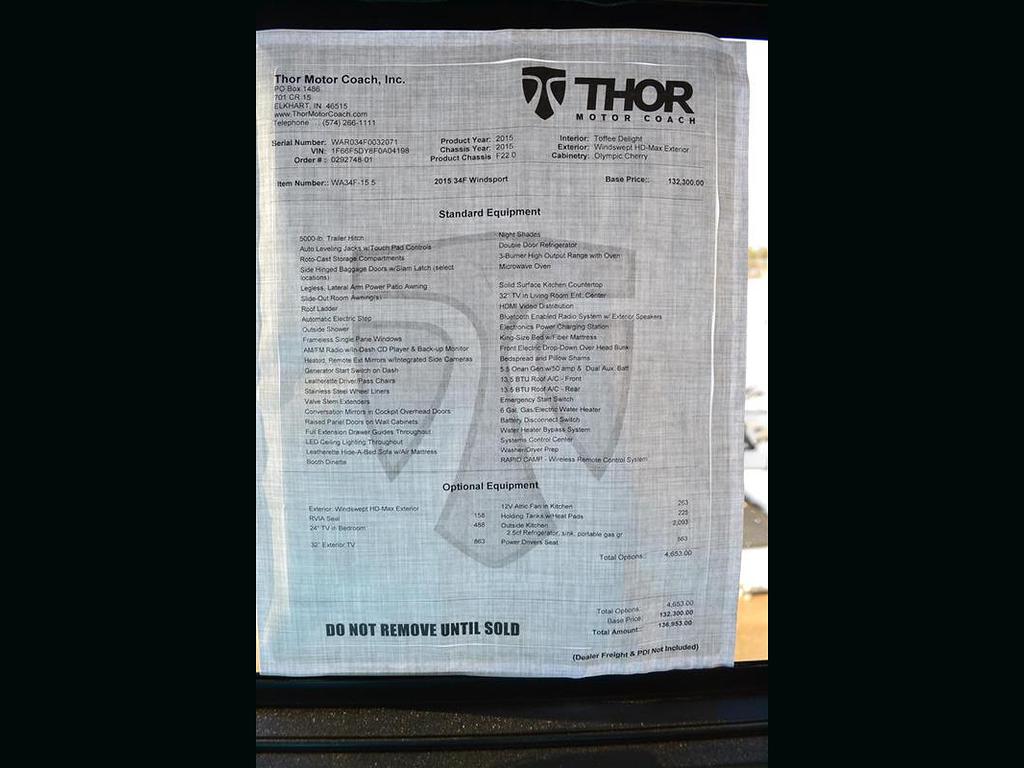 Thor Motor Coach, Inc.
PO Box 1486
701 CR 15
ELKHART, IN 46515
www.ThorMotorCoach.com
Telephone (574) 266-1111
THOR
MOTOR COACH
Serial Number: WAR034F0032071
VIN: 1F66F5DY8F0A04198
Order # : 0292748-01
Product Year: 2015
Chassis Year: 2015
Product Chassis F22.0
Interior: Toffee Delight
Exterior: Windswept HD-Max Exterior
Cabinetry: Olympic Cherry
Item Number:: WA34F-15.5 2015 34F Windsport Base Price:: 132,300.00
Standard Equipment
5000-lb. Trailer Hitch
Auto Leveling Jacks w/Touch Pad Controls
Roto-Cast Storage Compartments
Side Hinged Baggage Doors w/Slam Latch (select
locations)
Legless, Lateral Arm Power Patio Awning
Slide-Out Room Awning(s)
Roof Ladder
Automatic Electric Step
Outside Shower
Frameless Single Pane Windows
AM/FM Radio w/In-Dash CD Player & Back-up Monitor
Heated, Remote Ext Mirrors w/Integrated Side Cameras
Generator Start Switch on Dash
Leatherette Driver/Pass Chairs
Stainless Steel Wheel Liners
Valve Stem Extenders
Conversation Mirrors in Cockpit Overhead Doors
Raised Panel Doors on Wall Cabinets
Full Extension Drawer Guides Throughout
LED Ceiling Lighting Throughout
Leatherette Hide-A-Bed Sofa w/Air Mattress
Booth Dinette
Night Shades
Double Door Refrigerator
3-Burner High Output Range with Oven
Microwave Oven
Solid Surface Kitchen Countertop
32" TV in Living Room Ent. Center
HDMI Video Distribution
Bluetooth Enabled Radio System w/ Exterior Speakers
Electronics Power Charging Station
King-Size Bed w/Fiber Mattress
Front Electric Drop-Down Over Head Bunk
Bedspread and Pillow Shams
5.5 Onan Gen w/50 amp & Dual Aux. Batt
13.5 BTU Roof A/C - Front
13.5 BTU Roof A/C - Rear
Emergency Start Switch
6 Gal. Gas/Electric Water Heater
Battery Disconnect Switch
Water Heater Bypass System
Systems Control Center
Washer/Dryer Prep
RAPID CAMP - Wireless Remote Control System
Optional Equipment
Exterior: Windswept HD-Max Exterior
RVIA Seal 158
24" TV in Bedroom 488
32" Exterior TV 863
12V Attic Fan in Kitchen 263
Holding Tanks w/Heat Pads 225
Outside Kitchen 2,093
2.5cf Refrigerator, sink, portable gas gr
Power Drivers Seat 563
Total Options:: 4,653.00
Total Options: 4,653.00
Base Price: 132,300.00
Total Amount:: 136,953.00
DO NOT REMOVE UNTIL SOLD
(Dealer Freight & PDI Not Included)